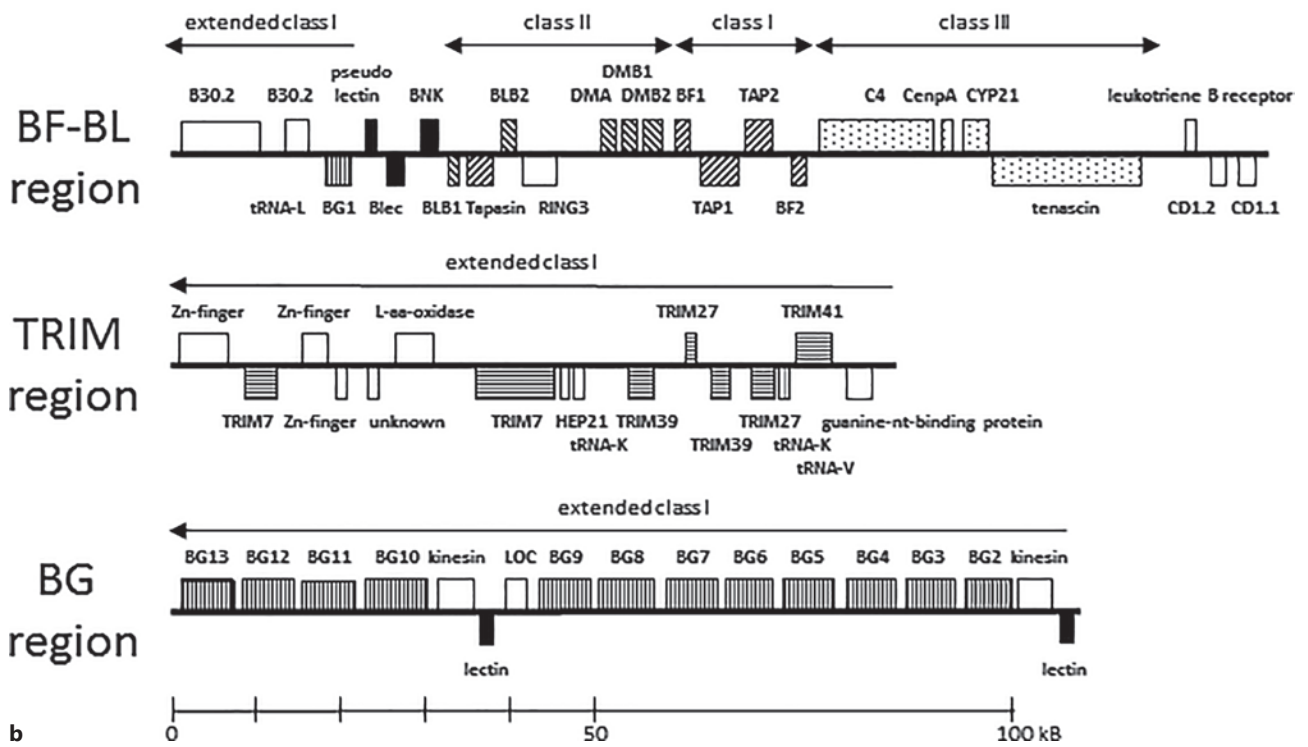 extended class I class II class I class III
pseudo DMB1
B30.2 B30.2 lectin BNK BLB2 DMA DMB2 BF1 TAP2 C4 CenpA CYP21 leukotriene B receptor
BF-BL
region
tRNA-L BG1 Blec BLB1 Tapasin RING3 TAP1 BF2 tenascin CD1.2 CD1.1
extended class I
Zn-finger Zn-finger L-aa-oxidase TRIM27 TRIM41
TRIM
region
TRIM7 Zn-finger unknown TRIM7 HEP21 TRIM39 TRIM27 guanine-nt-binding protein
tRNA-K TRIM39 tRNA-K
tRNA-V
extended class I
BG13 BG12 BG11 BG10 kinesin LOC BG9 BG8 BG7 BG6 BG5 BG4 BG3 BG2 kinesin
BG
region
lectin lectin
b 0 50 100 kB